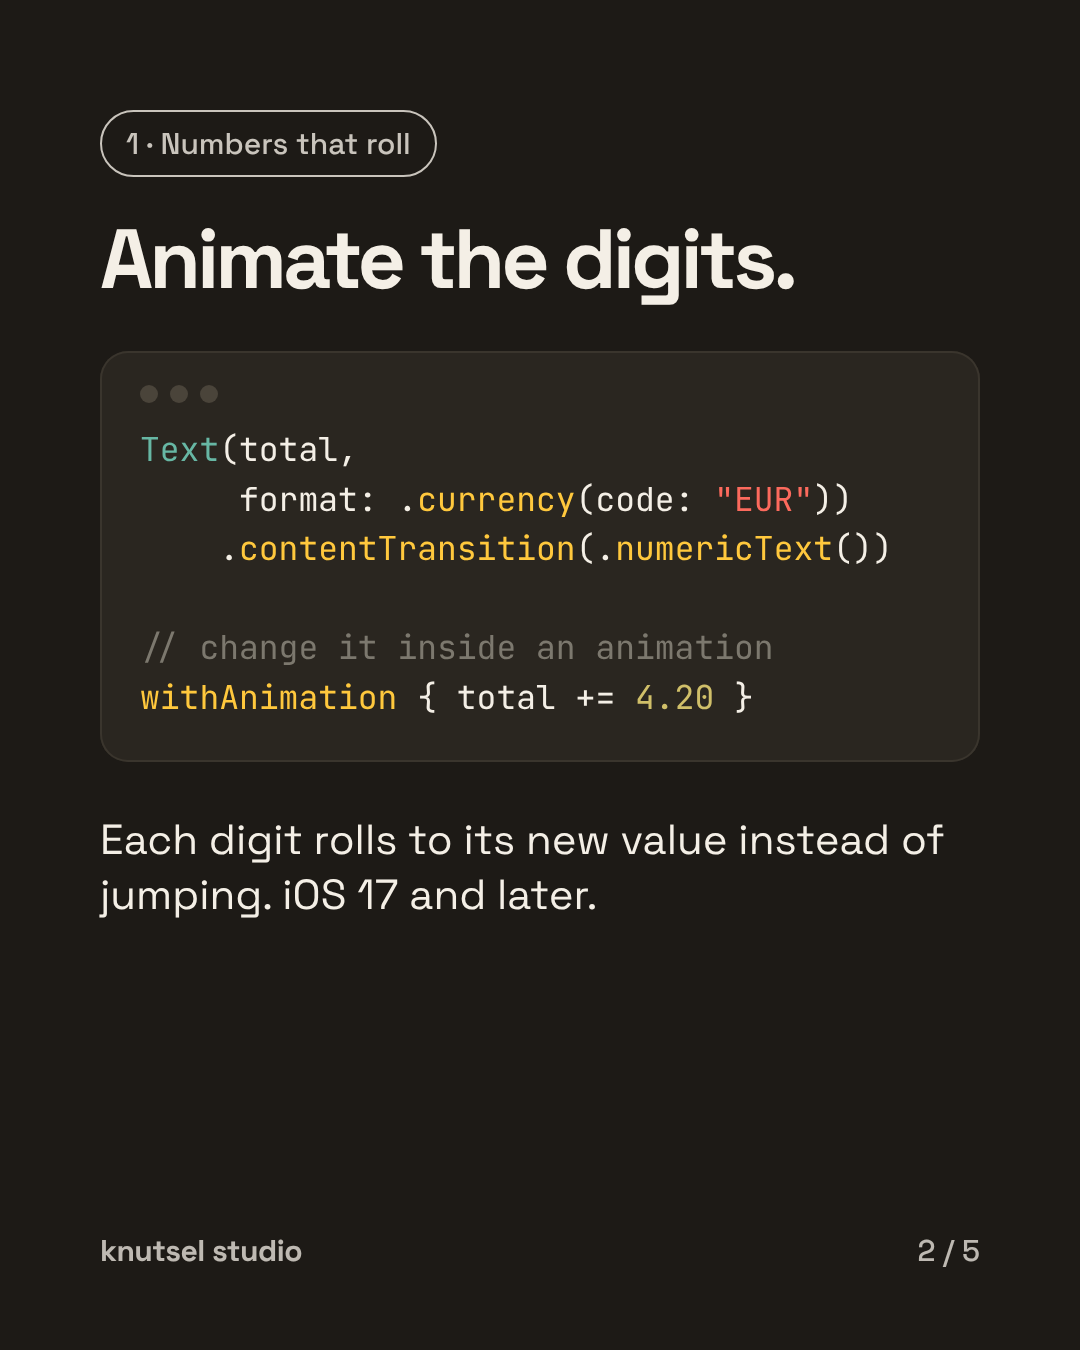 1 · Numbers that roll
Animate the digits.
Text(total,
      format: .currency(code: "EUR"))
     .contentTransition(.numericText())

// change it inside an animation
withAnimation { total += 4.20 }
Each digit rolls to its new value instead of
jumping. iOS 17 and later.
knutsel studio
2 / 5